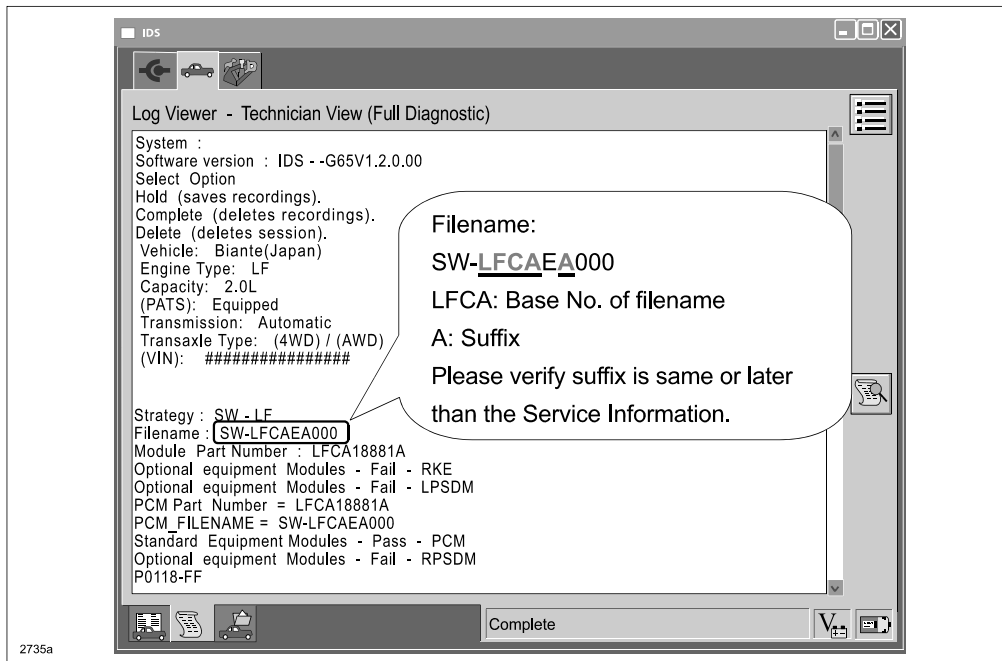 IDS
Log Viewer - Technician View (Full Diagnostic)
System :
Software version : IDS - -G65V1.2.0.00
Select Option
Hold (saves recordings).
Complete (deletes recordings).
Delete (deletes session).
Vehicle: Biante(Japan)
Engine Type: LF
Capacity: 2.0L
(PATS): Equipped
Transmission: Automatic
Transaxle Type: (4WD) / (AWD)
(VIN): ################
Strategy : SW - LF
Filename : SW-LFCAEA000
Module Part Number : LFCA18881A
Optional equipment Modules - Fail - RKE
Optional equipment Modules - Fail - LPSDM
PCM Part Number = LFCA18881A
PCM_FILENAME = SW-LFCAEA000
Standard Equipment Modules - Pass - PCM
Optional equipment Modules - Fail - RPSDM
P0118-FF
Filename:
SW-LFCAEA000
LFCA: Base No. of filename
A: Suffix
Please verify suffix is same or later
than the Service Information.
Complete
V
2735a